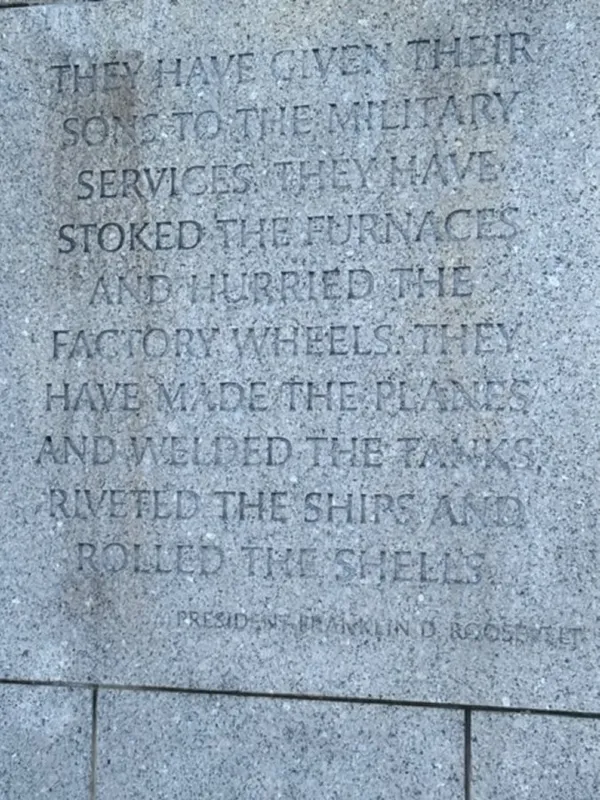 THEY HAVE GIVEN THEIR
SONS TO THE MILITARY
SERVICES. THEY HAVE
STOKED THE FURNACES
AND HURRIED THE
FACTORY WHEELS. THEY
HAVE MADE THE PLANES
AND WELDED THE TANKS,
RIVETED THE SHIPS AND
ROLLED THE SHELLS.
PRESIDENT FRANKLIN D. ROOSEVELT